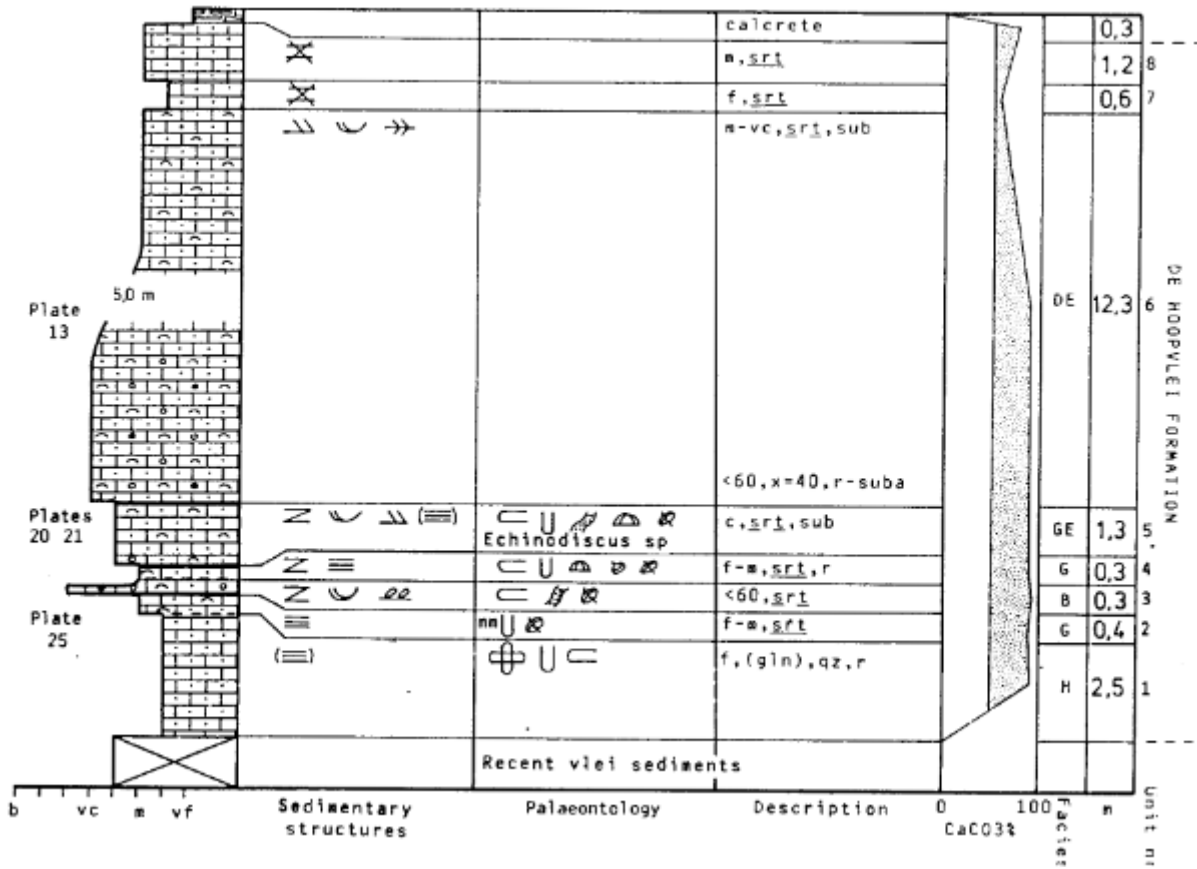 calcrete 0,3
m,srt 1,2 8
f,srt 0,6 7
m-vc,srt,sub
5,0 m
Plate
13
DE 12,3 6
DE HOOPVLEI FORMATION
<60,x=40,r-suba
Plates
20 21
c,srt,sub GE 1,3 5
Echinodiscus sp
f-m,srt,r G 0,3 4
<60,srt B 0,3 3
Plate
25
mm f-m,srt G 0,4 2
f,(gln),qz,r
H 2,5 1
Recent vlei sediments
b vc m vf
Sedimentary
structures
Palaeontology
Description
0 100
CaCO3%
Facies
m
Unit